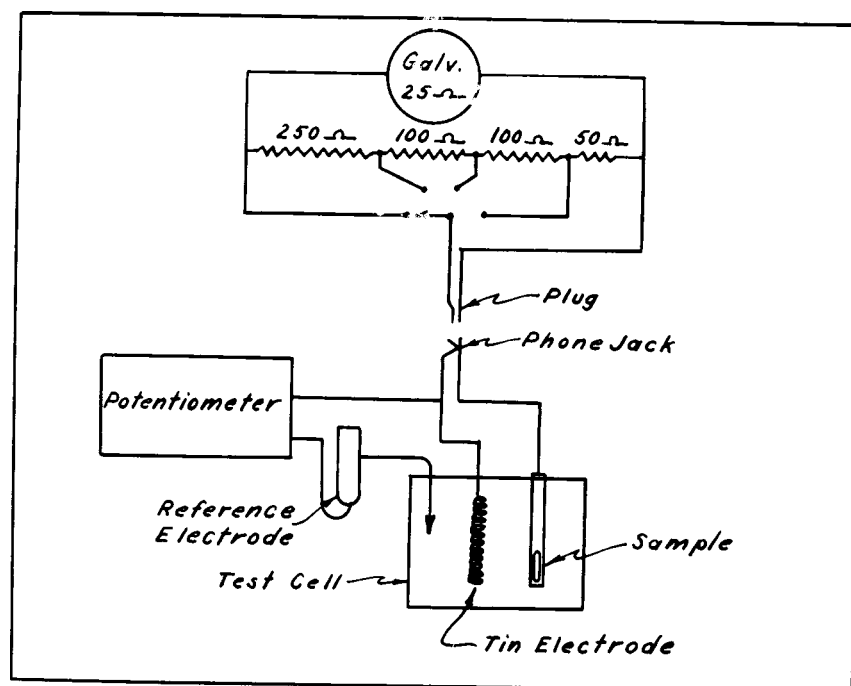 Galv.
25 Ω
250 Ω 100 Ω 100 Ω 50 Ω
Plug
Phone Jack
Potentiometer
Reference
Electrode
Sample
Test Cell
Tin Electrode